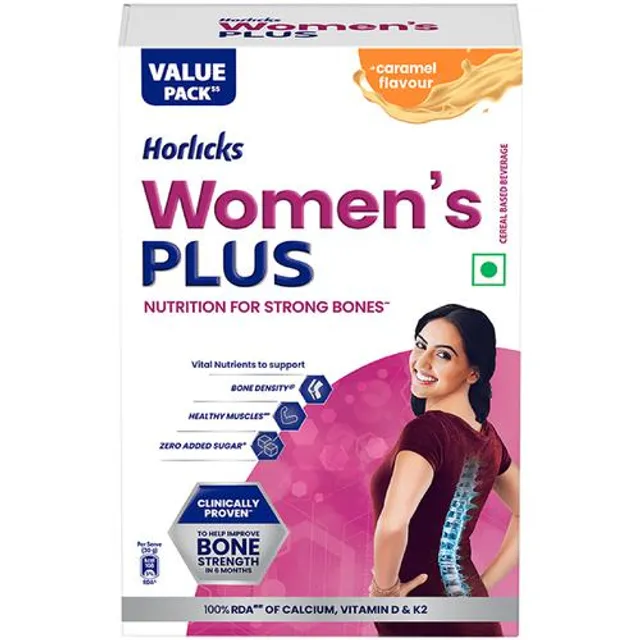 Horlicks
Women's
PLUS
VALUE
PACK$$
+caramel
flavour
Horlicks
Women's
PLUS
CEREAL BASED BEVERAGE
NUTRITION FOR STRONG BONES~
Vital Nutrients to support
BONE DENSITY@
HEALTHY MUSCLES##
ZERO ADDED SUGAR*
CLINICALLY
PROVEN
TO HELP IMPROVE
BONE
STRENGTH
IN 6 MONTHS
Per Serve
(30 g)
RDA
100% RDA## OF CALCIUM, VITAMIN D & K2